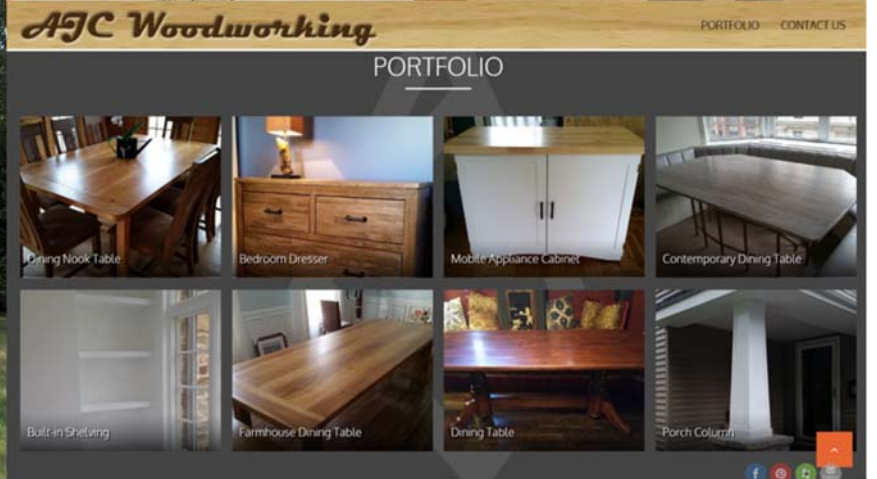 AJC Woodworking
PORTFOLIO CONTACT US
PORTFOLIO
Dining Nook Table
Bedroom Dresser
Mobile Appliance Cabinet
Contemporary Dining Table
Built-in Shelving
Farmhouse Dining Table
Dining Table
Porch Column